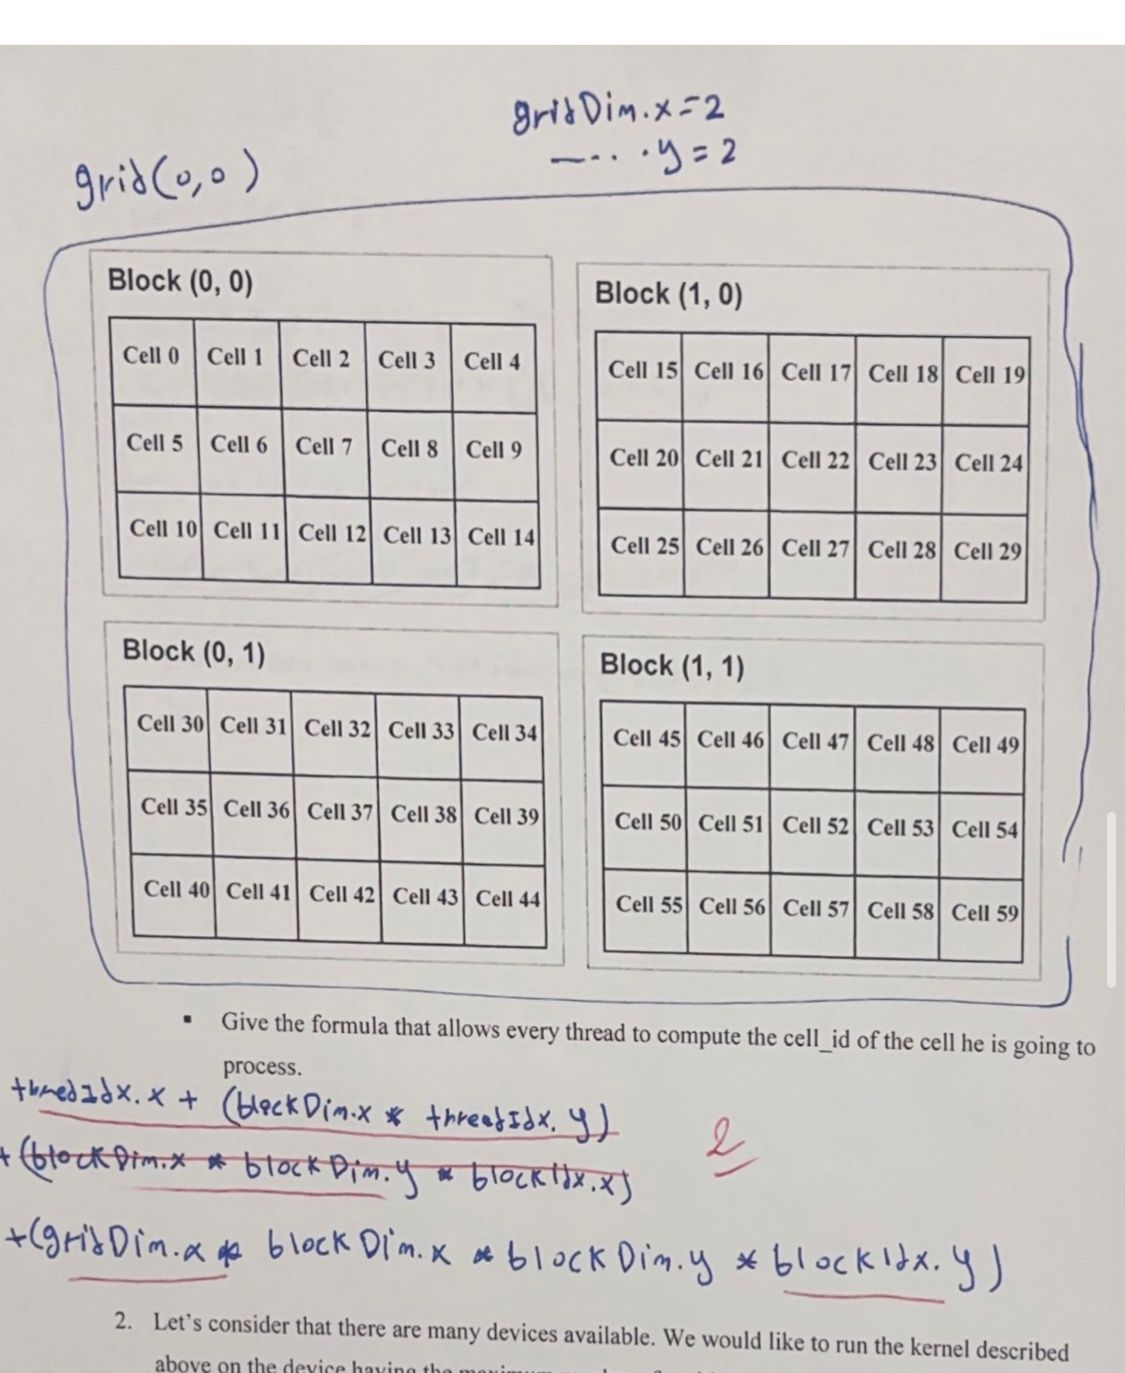 gridDim.x=2
---. .y=2
grid(0,0)
Block (0, 0)
Cell 0 Cell 1 Cell 2 Cell 3 Cell 4
Cell 5 Cell 6 Cell 7 Cell 8 Cell 9
Cell 10 Cell 11 Cell 12 Cell 13 Cell 14
Block (1, 0)
Cell 15 Cell 16 Cell 17 Cell 18 Cell 19
Cell 20 Cell 21 Cell 22 Cell 23 Cell 24
Cell 25 Cell 26 Cell 27 Cell 28 Cell 29
Block (0, 1)
Cell 30 Cell 31 Cell 32 Cell 33 Cell 34
Cell 35 Cell 36 Cell 37 Cell 38 Cell 39
Cell 40 Cell 41 Cell 42 Cell 43 Cell 44
Block (1, 1)
Cell 45 Cell 46 Cell 47 Cell 48 Cell 49
Cell 50 Cell 51 Cell 52 Cell 53 Cell 54
Cell 55 Cell 56 Cell 57 Cell 58 Cell 59
▪ Give the formula that allows every thread to compute the cell_id of the cell he is going to
process.
thredIdx.x + (blockDim.x * threadIdx.y)
2
+ (blockDim.x * blockDim.y * blockIdx.x)
+(gridDim.x * blockDim.x * blockDim.y * blockIdx.y)
2. Let's consider that there are many devices available. We would like to run the kernel described
above on the device having the